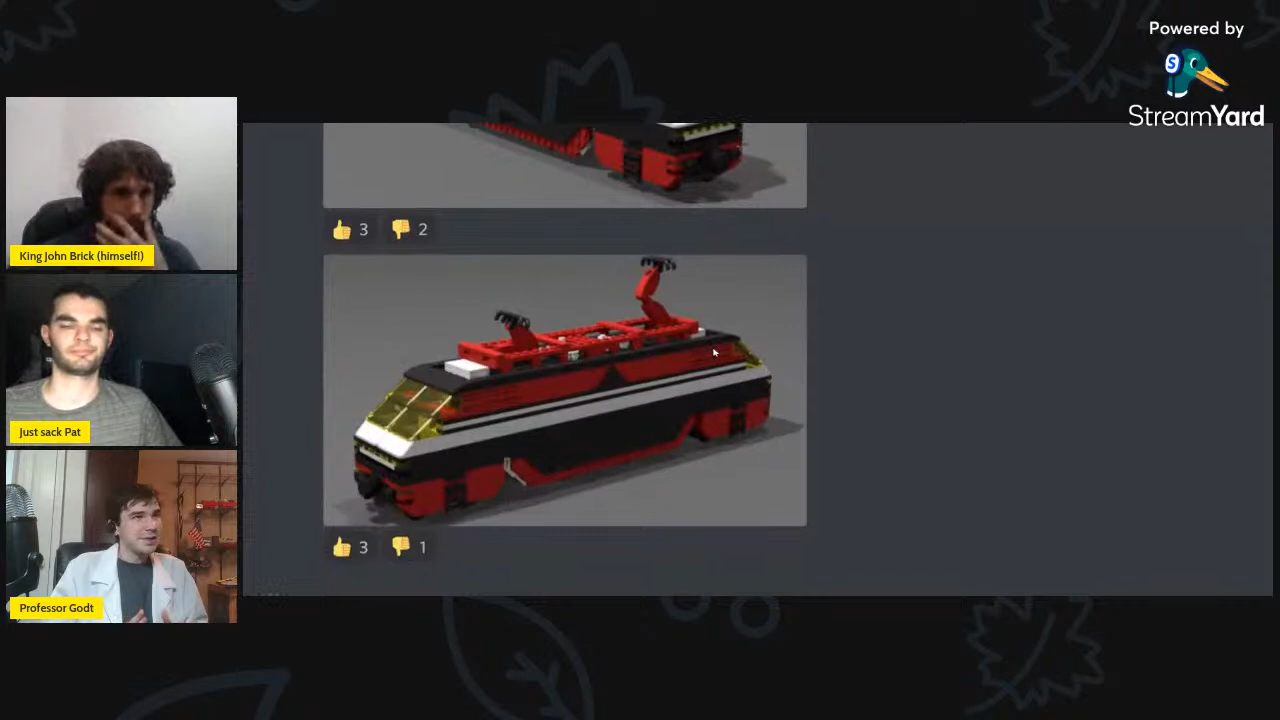 Powered by
S
StreamYard
King John Brick (himself!)
3 2
Just sack Pat
3 1
Professor Godt